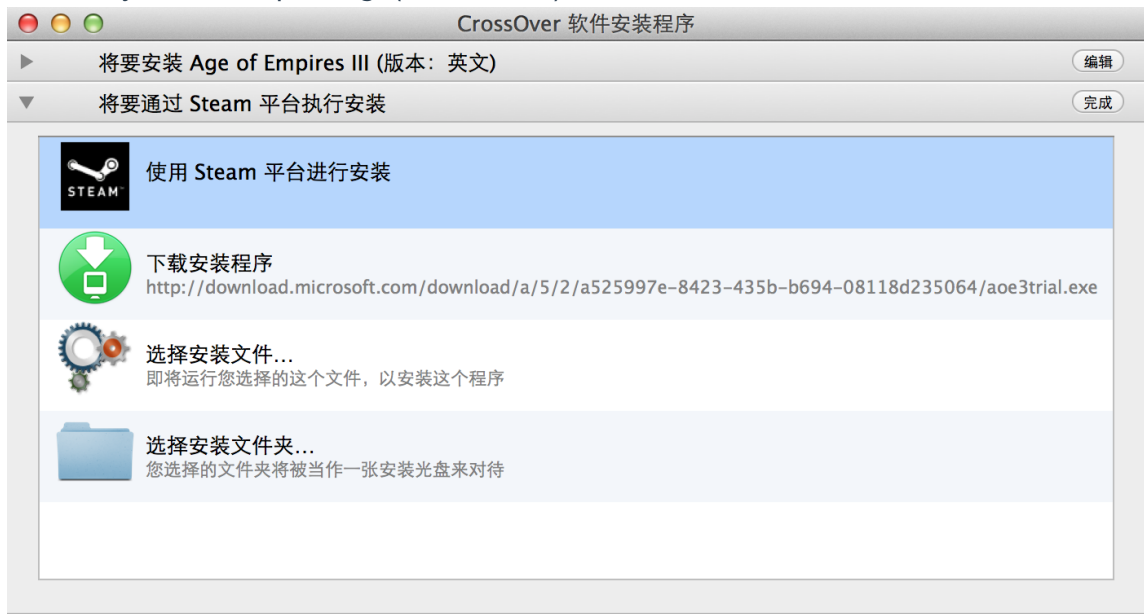 CrossOver 软件安装程序
将要安装 Age of Empires III (版本：英文)
编辑
将要通过 Steam 平台执行安装
完成
STEAM™
使用 Steam 平台进行安装
下载安装程序
http://download.microsoft.com/download/a/5/2/a525997e-8423-435b-b694-08118d235064/aoe3trial.exe
选择安装文件...
即将运行您选择的这个文件，以安装这个程序
选择安装文件夹...
您选择的文件夹将被当作一张安装光盘来对待